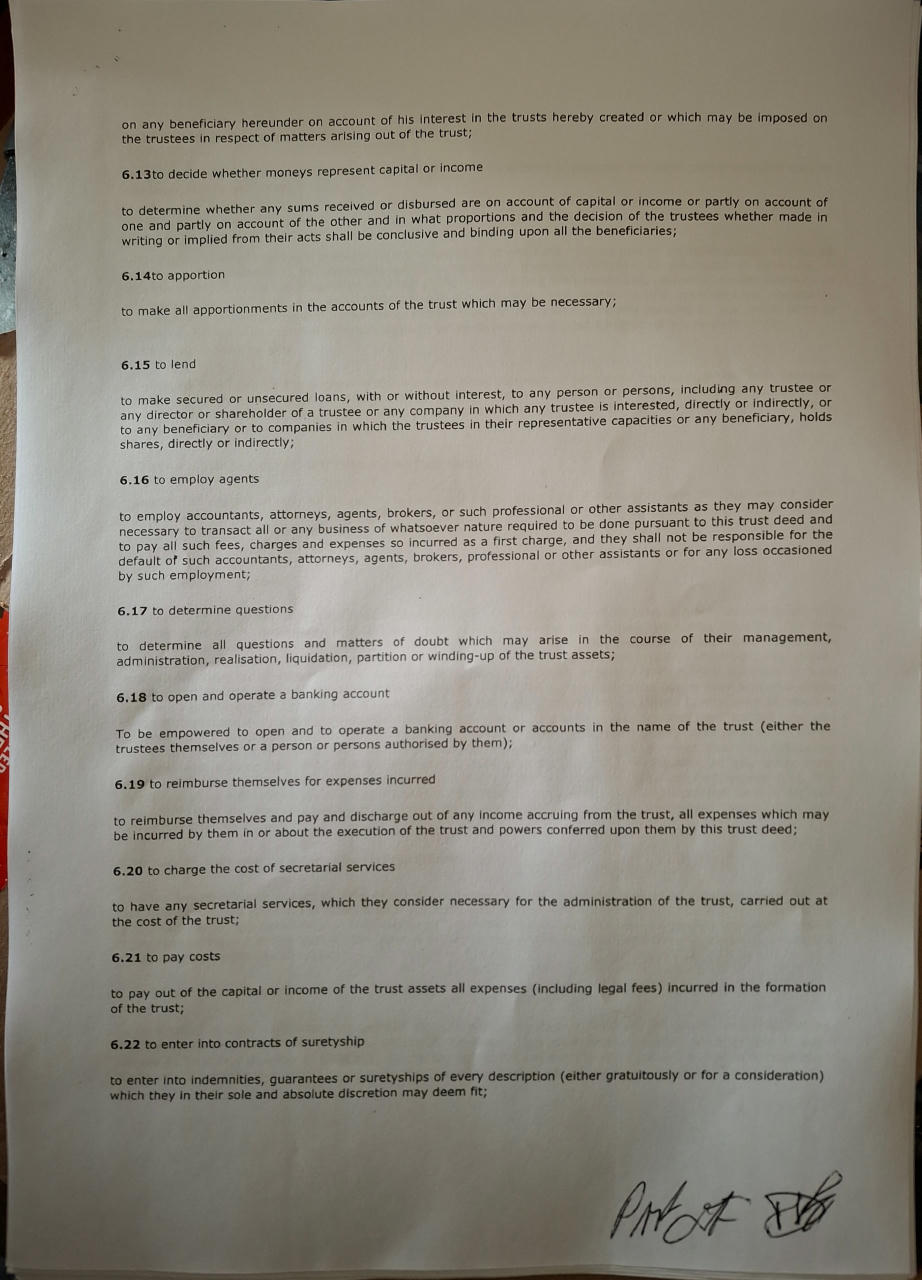 on any beneficiary hereunder on account of his interest in the trusts hereby created or which may be imposed on
the trustees in respect of matters arising out of the trust;
6.13to decide whether moneys represent capital or income
to determine whether any sums received or disbursed are on account of capital or income or partly on account of
one and partly on account of the other and in what proportions and the decision of the trustees whether made in
writing or implied from their acts shall be conclusive and binding upon all the beneficiaries;
6.14to apportion
to make all apportionments in the accounts of the trust which may be necessary;
6.15 to lend
to make secured or unsecured loans, with or without interest, to any person or persons, including any trustee or
any director or shareholder of a trustee or any company in which any trustee is interested, directly or indirectly, or
to any beneficiary or to companies in which the trustees in their representative capacities or any beneficiary, holds
shares, directly or indirectly;
6.16 to employ agents
to employ accountants, attorneys, agents, brokers, or such professional or other assistants as they may consider
necessary to transact all or any business of whatsoever nature required to be done pursuant to this trust deed and
to pay all such fees, charges and expenses so incurred as a first charge, and they shall not be responsible for the
default of such accountants, attorneys, agents, brokers, professional or other assistants or for any loss occasioned
by such employment;
6.17 to determine questions
to determine all questions and matters of doubt which may arise in the course of their management,
administration, realisation, liquidation, partition or winding-up of the trust assets;
6.18 to open and operate a banking account
To be empowered to open and to operate a banking account or accounts in the name of the trust (either the
trustees themselves or a person or persons authorised by them);
6.19 to reimburse themselves for expenses incurred
to reimburse themselves and pay and discharge out of any income accruing from the trust, all expenses which may
be incurred by them in or about the execution of the trust and powers conferred upon them by this trust deed;
6.20 to charge the cost of secretarial services
to have any secretarial services, which they consider necessary for the administration of the trust, carried out at
the cost of the trust;
6.21 to pay costs
to pay out of the capital or income of the trust assets all expenses (including legal fees) incurred in the formation
of the trust;
6.22 to enter into contracts of suretyship
to enter into indemnities, guarantees or suretyships of every description (either gratuitously or for a consideration)
which they in their sole and absolute discretion may deem fit;